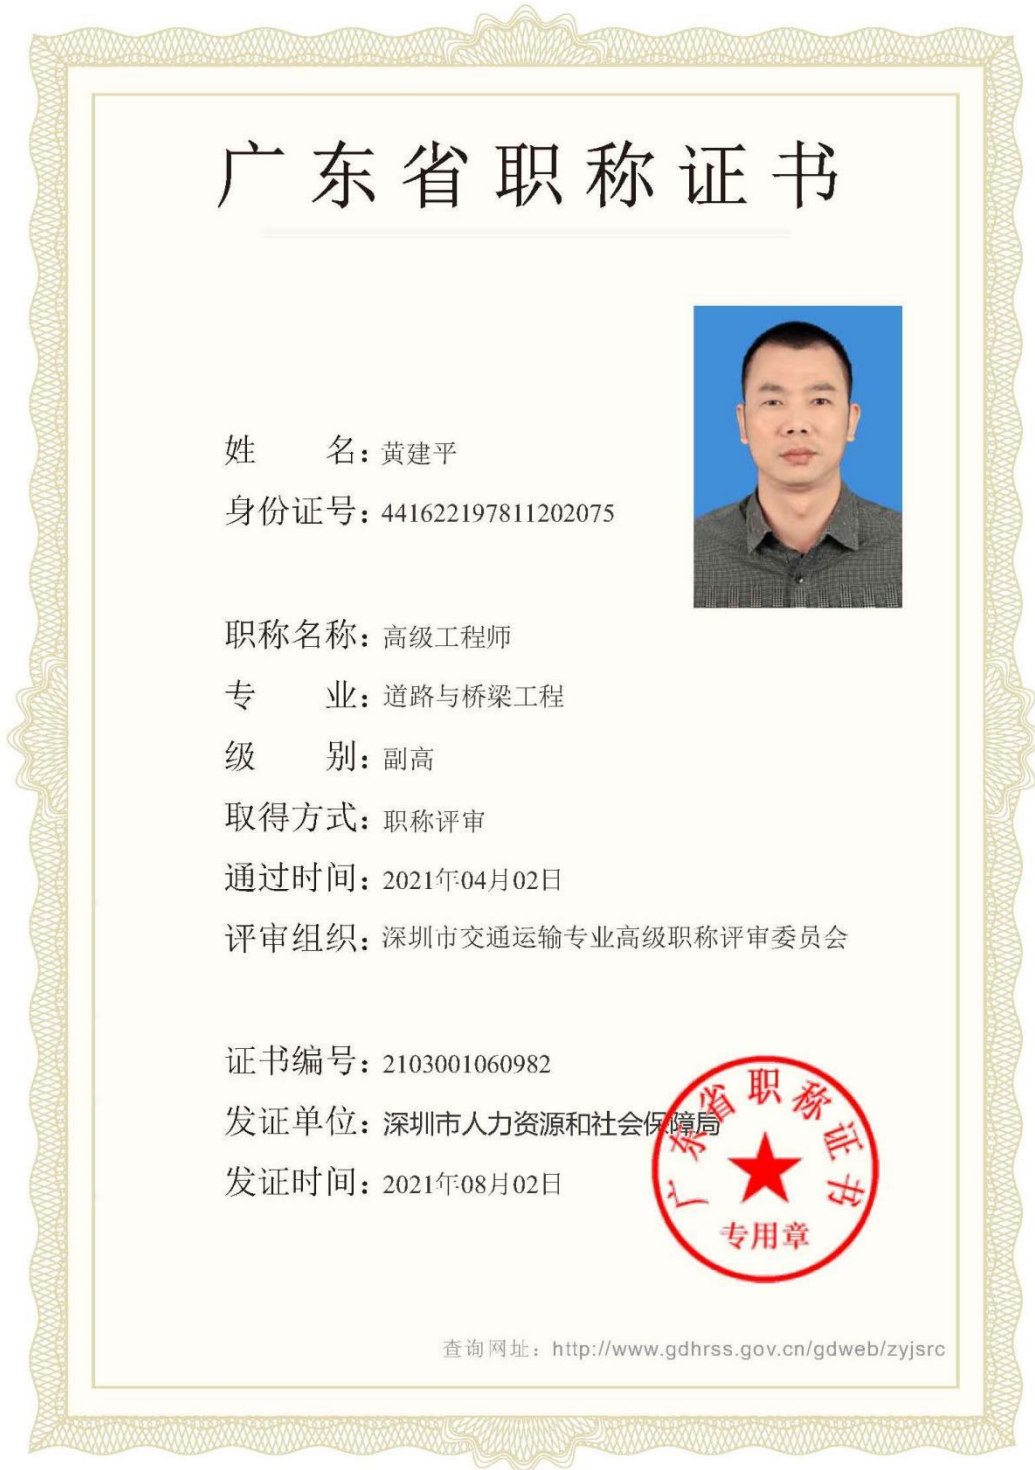 广东省职称证书
姓 名：黄建平
身份证号：441622197811202075
职称名称：高级工程师
专 业：道路与桥梁工程
级 别：副高
取得方式：职称评审
通过时间：2021年04月02日
评审组织：深圳市交通运输专业高级职称评审委员会
证书编号：2103001060982
发证单位：深圳市人力资源和社会保障局
发证时间：2021年08月02日
广东省职称证书
专用章
查询网址：http://www.gdhrss.gov.cn/gdweb/zyjsrc